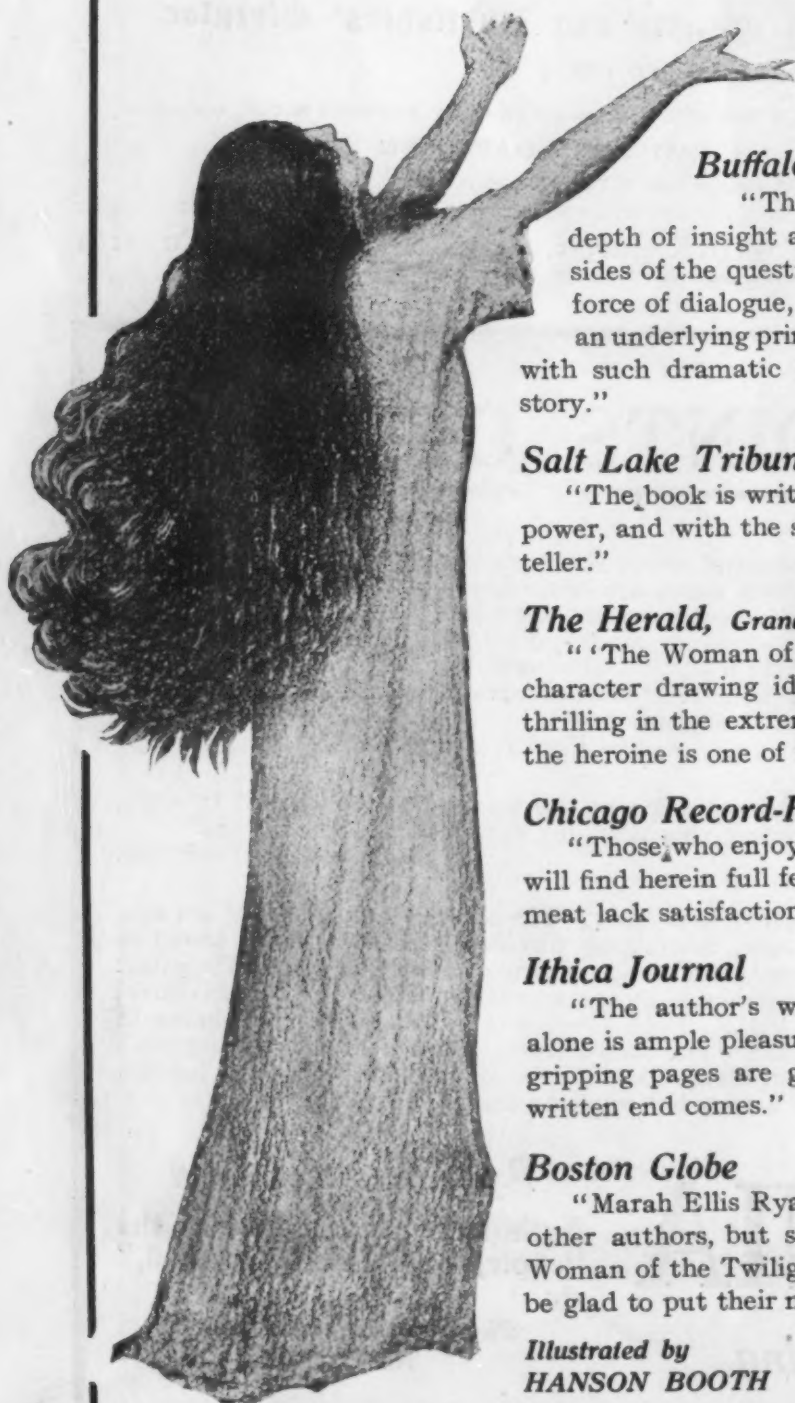 Buffal
"Th
depth of insight a
sides of the quest
force of dialogue,
an underlying prin
with such dramatic
story."
Salt Lake Tribun
"The book is writ
power, and with the s
teller."
The Herald, Gran
" 'The Woman of
character drawing id
thrilling in the extrem
the heroine is one of
Chicago Record-H
"Those who enjoy
will find herein full fe
meat lack satisfaction
Ithica Journal
"The author's w
alone is ample pleasu
gripping pages are g
written end comes."
Boston Globe
"Marah Ellis Rya
other authors, but s
Woman of the Twilig
be glad to put their n
Illustrated by
HANSON BOOTH